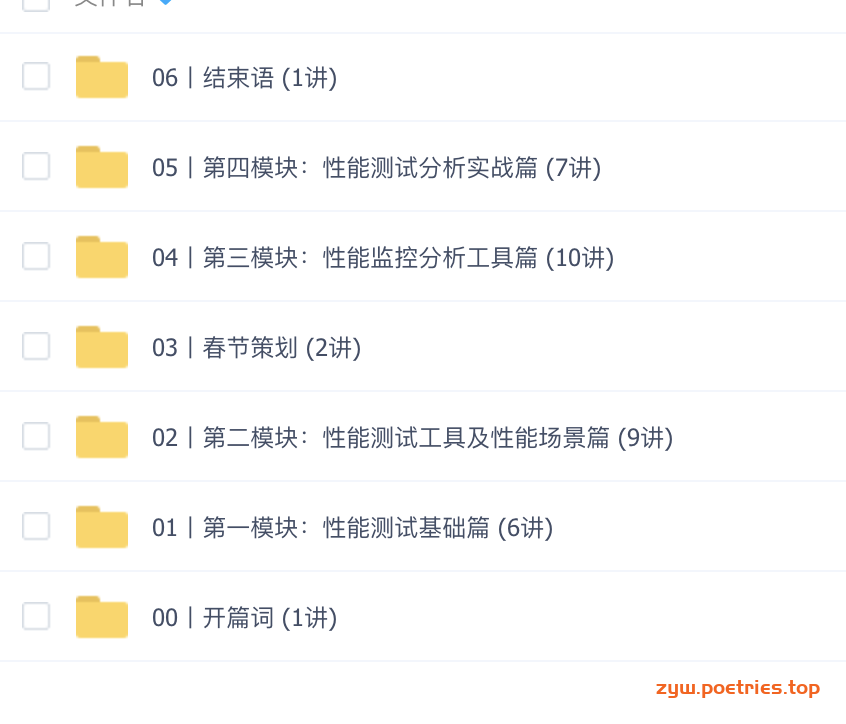 文件名
06丨结束语 (1讲)
05丨第四模块：性能测试分析实战篇 (7讲)
04丨第三模块：性能监控分析工具篇 (10讲)
03丨春节策划 (2讲)
02丨第二模块：性能测试工具及性能场景篇 (9讲)
01丨第一模块：性能测试基础篇 (6讲)
00丨开篇词 (1讲)
zyw.poetries.top